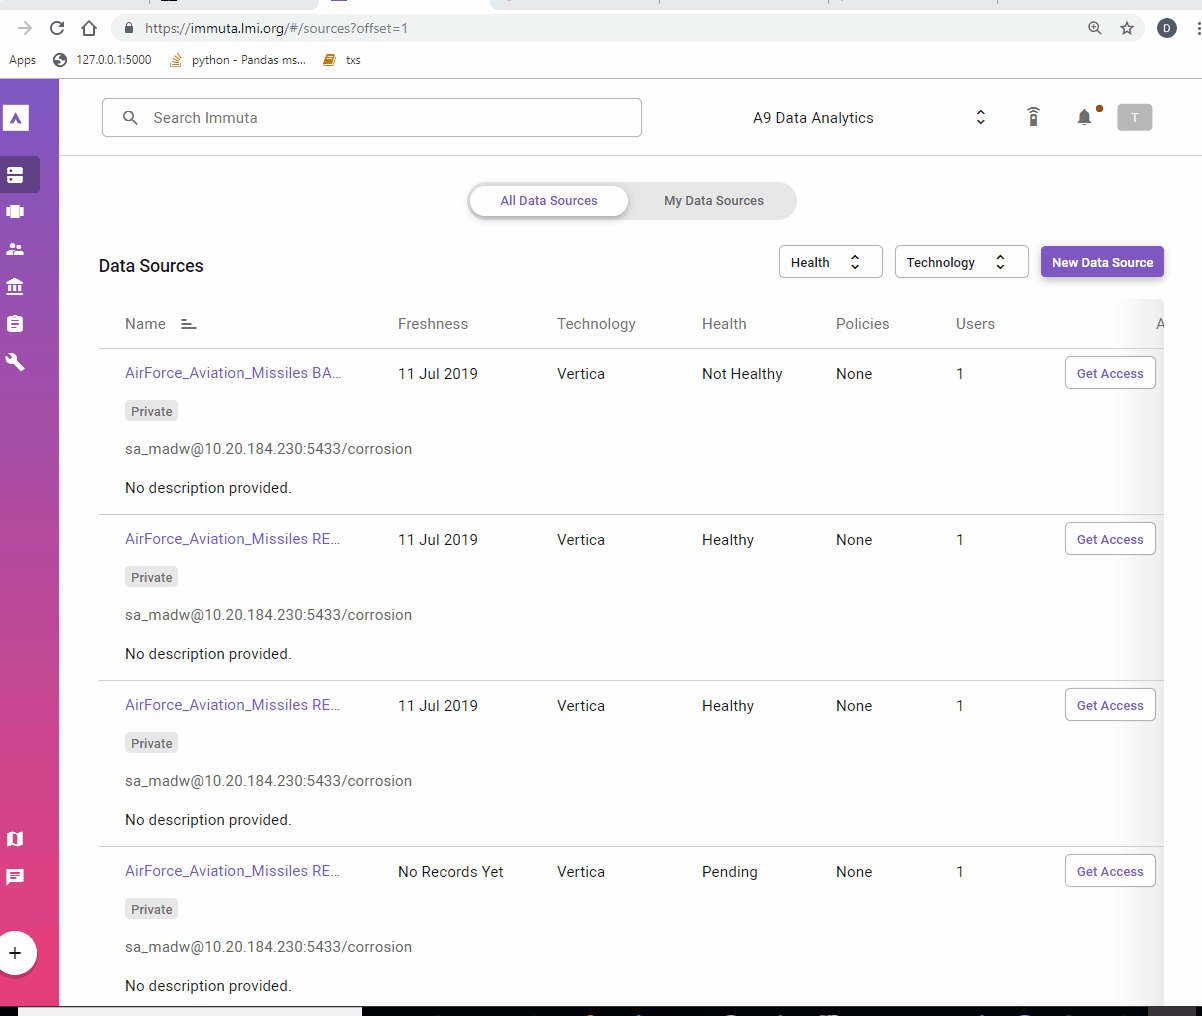 https://immuta.lmi.org/#/sources?offset=1
D
Apps 127.0.0.1:5000 python - Pandas ms... txs
Search Immuta A9 Data Analytics T
All Data Sources My Data Sources
Data Sources Health Technology New Data Source
Name Freshness Technology Health Policies Users A
AirForce_Aviation_Missiles BA... 11 Jul 2019 Vertica Not Healthy None 1 Get Access
Private
sa_madw@10.20.184.230:5433/corrosion
No description provided.
AirForce_Aviation_Missiles RE... 11 Jul 2019 Vertica Healthy None 1 Get Access
Private
sa_madw@10.20.184.230:5433/corrosion
No description provided.
AirForce_Aviation_Missiles RE... 11 Jul 2019 Vertica Healthy None 1 Get Access
Private
sa_madw@10.20.184.230:5433/corrosion
No description provided.
AirForce_Aviation_Missiles RE... No Records Yet Vertica Pending None 1 Get Access
Private
sa_madw@10.20.184.230:5433/corrosion
No description provided.